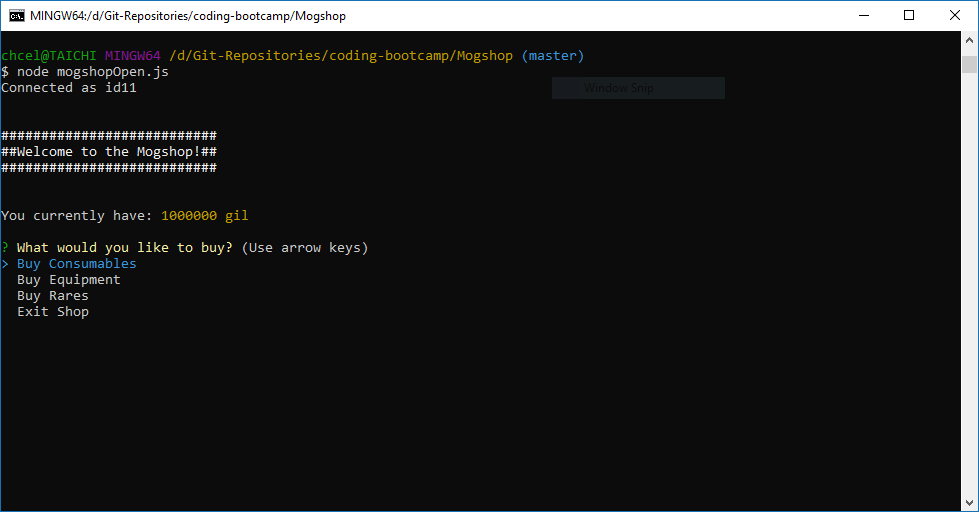 MINGW64:/d/Git-Repositories/coding-bootcamp/Mogshop
chcel@TAICHI MINGW64 /d/Git-Repositories/coding-bootcamp/Mogshop (master)
$ node mogshopOpen.js
Connected as id11
Window Snip
###########################
##Welcome to the Mogshop!##
###########################
You currently have: 1000000 gil
? What would you like to buy? (Use arrow keys)
> Buy Consumables
Buy Equipment
Buy Rares
Exit Shop